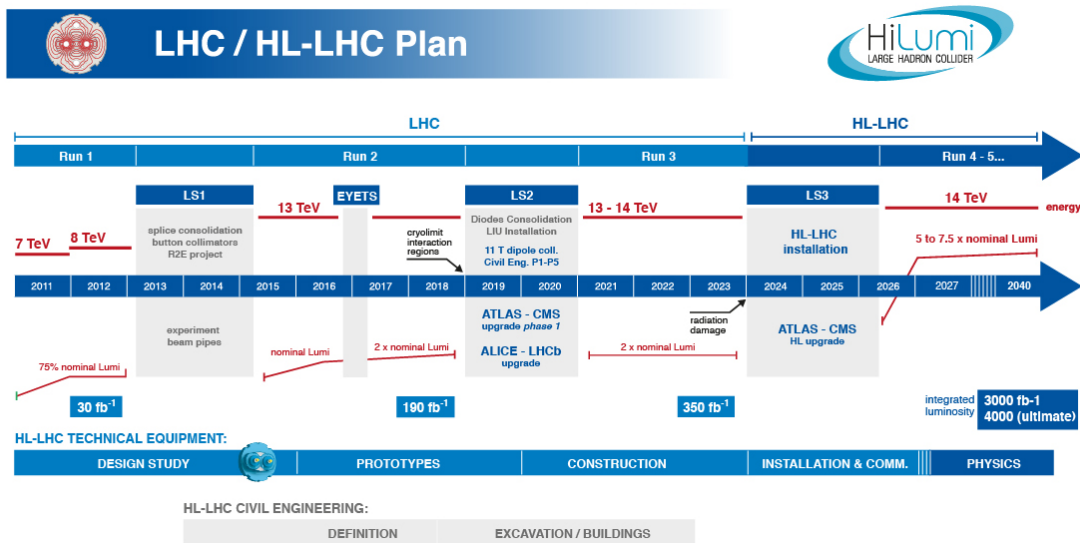 LHC / HL-LHC Plan
HiLumi
LARGE HADRON COLLIDER
LHC
HL-LHC
Run 1
Run 2
Run 3
Run 4 - 5...
LS1
EYETS
LS2
LS3
14 TeV
energy
13 TeV
13 - 14 TeV
7 TeV
8 TeV
splice consolidation
button collimators
R2E project
cryolimit
interaction
regions
Diodes Consolidation
LIU Installation
11 T dipole coll.
Civil Eng. P1-P5
HL-LHC
installation
5 to 7.5 x nominal Lumi
2011 2012 2013 2014 2015 2016 2017 2018 2019 2020 2021 2022 2023 2024 2025 2026 2027 2040
experiment
beam pipes
ATLAS - CMS
upgrade phase 1
ALICE - LHCb
upgrade
radiation
damage
ATLAS - CMS
HL upgrade
75% nominal Lumi
nominal Lumi
2 x nominal Lumi
2 x nominal Lumi
30 fb-1
190 fb-1
350 fb-1
integrated
luminosity
3000 fb-1
4000 (ultimate)
HL-LHC TECHNICAL EQUIPMENT:
DESIGN STUDY
PROTOTYPES
CONSTRUCTION
INSTALLATION & COMM.
PHYSICS
HL-LHC CIVIL ENGINEERING:
DEFINITION
EXCAVATION / BUILDINGS